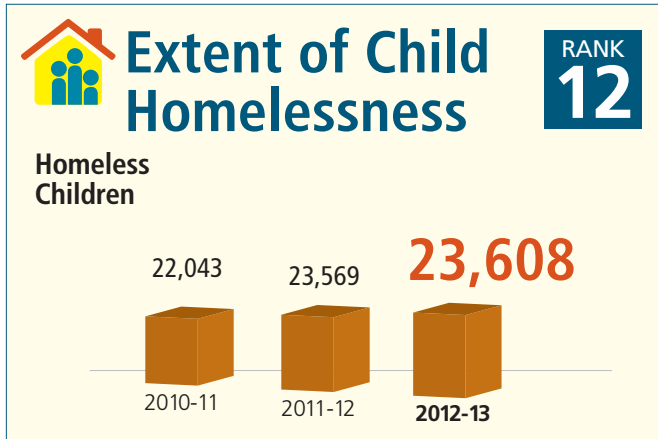 Extent of Child
Homelessness
RANK
12
Homeless
Children
22,043
23,569
23,608
2010-11
2011-12
2012-13